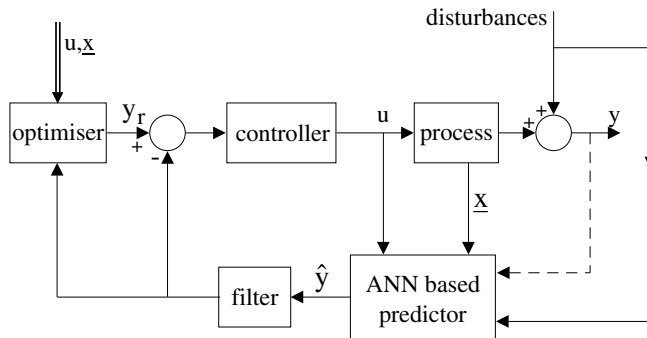 disturbances
u,x
y_r
+
-
optimiser
controller
u
process
+
+
y
x
ŷ
filter
ANN based
predictor